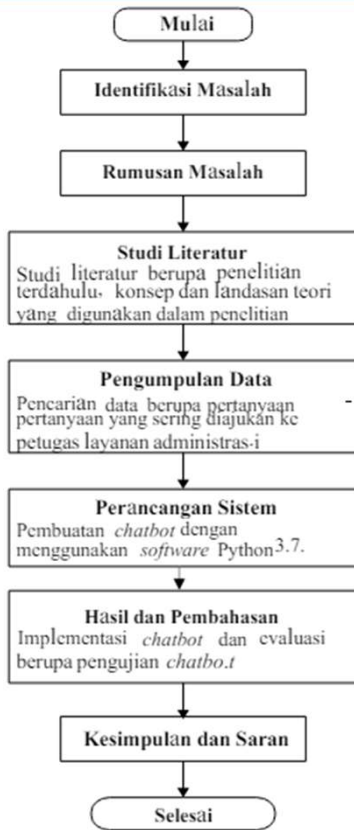 Mulai
Identifikasi Masalah
Rumusan Masalah
Studi Literatur
Studi literatur berupa penelitian
terdahulu, konsep dan landasan teori
yang digunakan dalam penelitian
Pengumpulan Data
Pencarian data berupa pertanyaan -
pertanyaan yang sering diajukan ke
petugas layanan administras-i
Perancangan Sistem
Pembuatan chatbot dengan
menggunakan software Python 3.7.
Hasil dan Pembahasan
Implementasi chatbot dan evaluasi
berupa pengujian chatbo.t
Kesimpulan dan Saran
Selesai